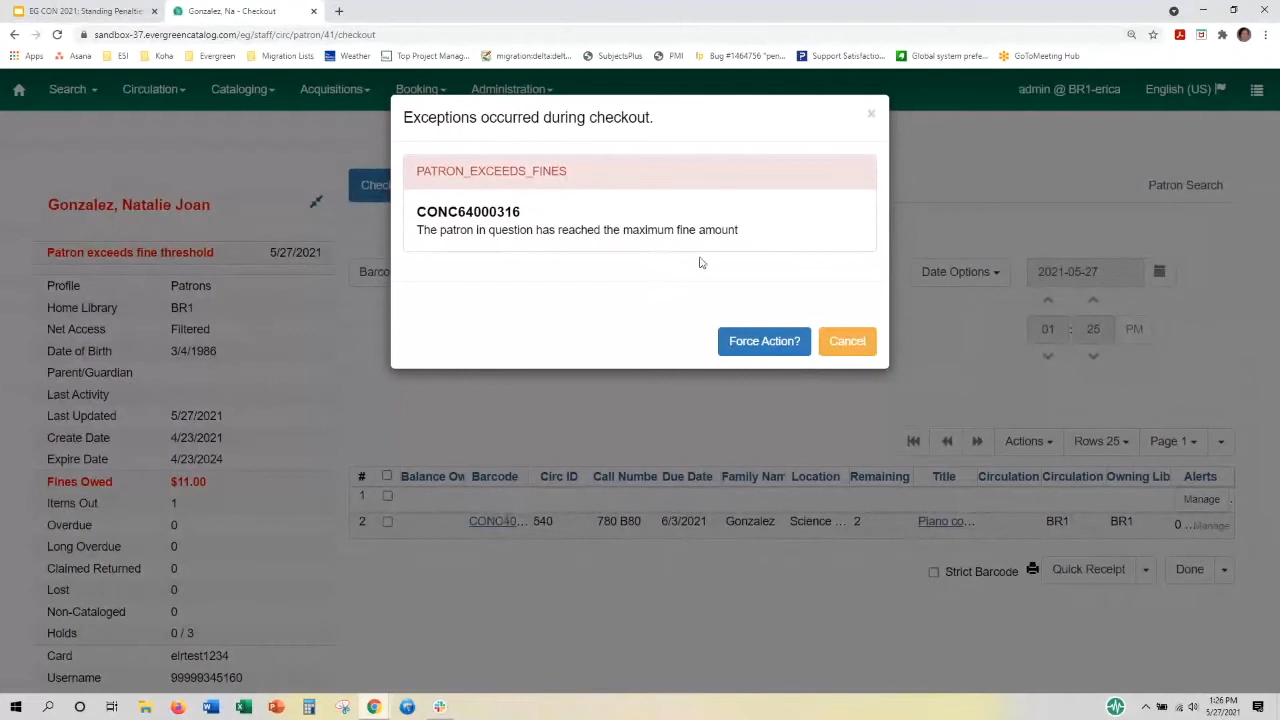 EG CON 2021: Standing Penaltie
Gonzalez, Na - Checkout
sandbox-37.evergreencatalog.com/eg/staff/circ/patron/41/checkout
Apps Asana ESI Koha Evergreen Migration Lists Weather Top Project Manag... migration:delta:delt... SubjectsPlus PMI Bug #1464756 "pen... Support Satisfactio... Global system prefe... GoToMeeting Hub
Search Circulation Cataloging Acquisitions Booking Administration admin @ BR1-erica English (US)
Exceptions occurred during checkout.
×
PATRON_EXCEEDS_FINES
CONC64000316
The patron in question has reached the maximum fine amount
Force Action? Cancel
Chec
Patron Search
Gonzalez, Natalie Joan
Patron exceeds fine threshold 5/27/2021
Barco
Date Options 2021-05-27
01 : 25 PM
Profile Patrons
Home Library BR1
Net Access Filtered
Date of Birth 3/4/1986
Parent/Guardian
Last Activity
Last Updated 5/27/2021
Create Date 4/23/2021
Expire Date 4/23/2024
Fines Owed $11.00
Items Out 1
Overdue 0
Long Overdue 0
Claimed Returned 0
Lost 0
Non-Cataloged 0
Holds 0 / 3
Card elrtest1234
Username 99999345160
Actions Rows 25 Page 1
# Balance Ow Barcode Circ ID Call Numbe Due Date Family Nan Location Remaining Title Circulation Circulation Owning Lib Alerts
1 Manage
2 CONC40... 540 780 B80 6/3/2021 Gonzalez Science ... 2 Piano co... BR1 BR1 0 ...Manage
Strict Barcode Quick Receipt Done
1:26 PM
5/27/2021